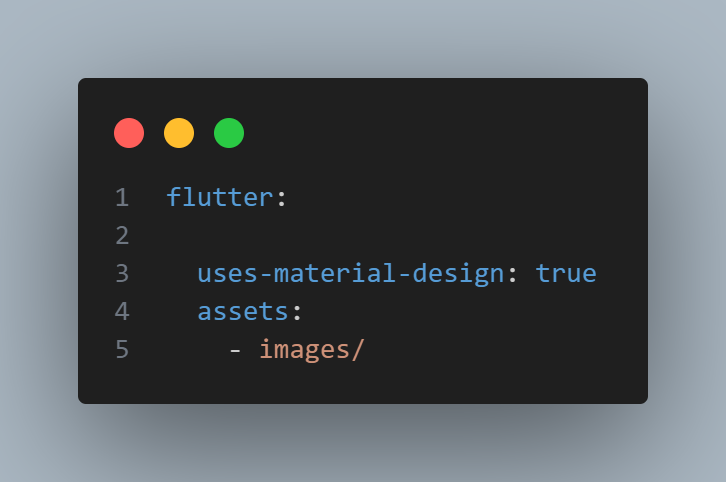 1 flutter:
2
3   uses-material-design: true
4   assets:
5     - images/